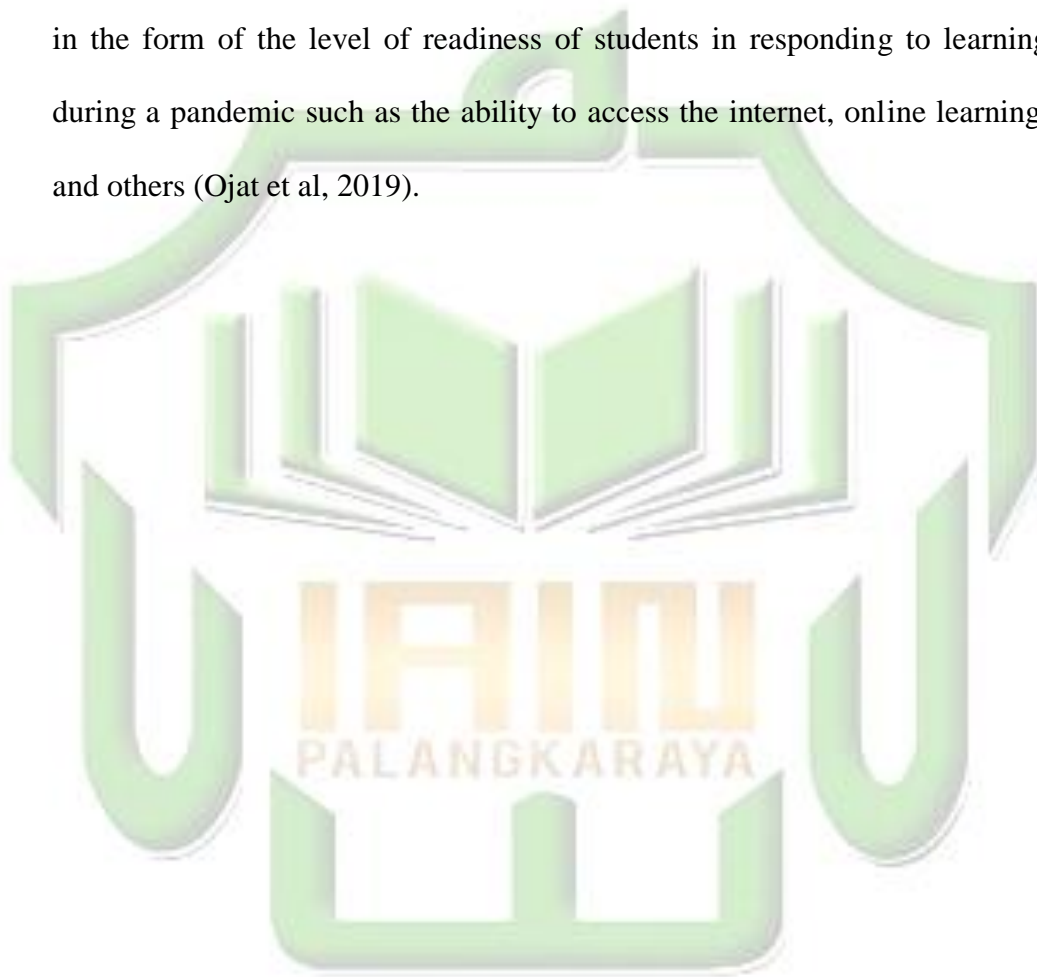 in the form of the level of readiness of students in responding to learning
during a pandemic such as the ability to access the internet, online learning
and others (Ojat et al, 2019).
IAIN
PALANGKARAYA